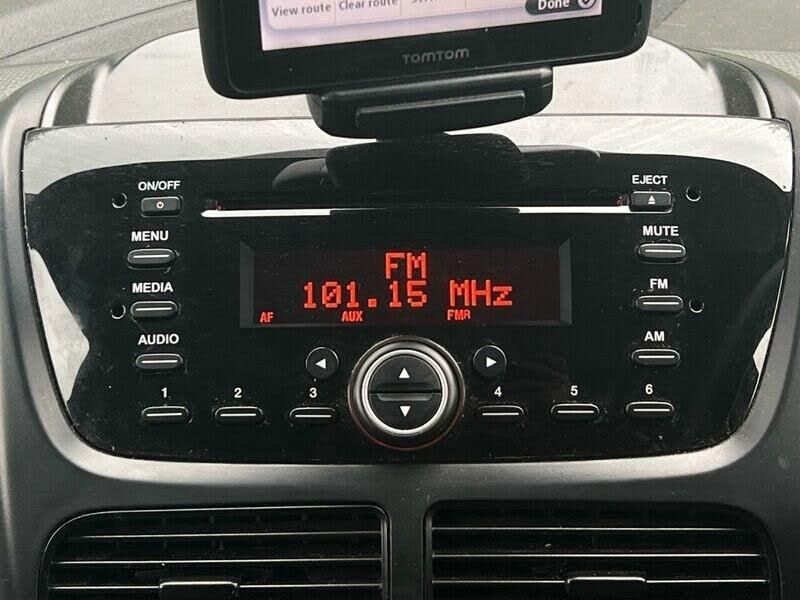 View route Clear route Done
TOMTOM
ON/OFF EJECT
MENU MUTE
FM
MEDIA 101.15 MHz FM
AF AUX
AUDIO AM
1 2 3 4 5 6